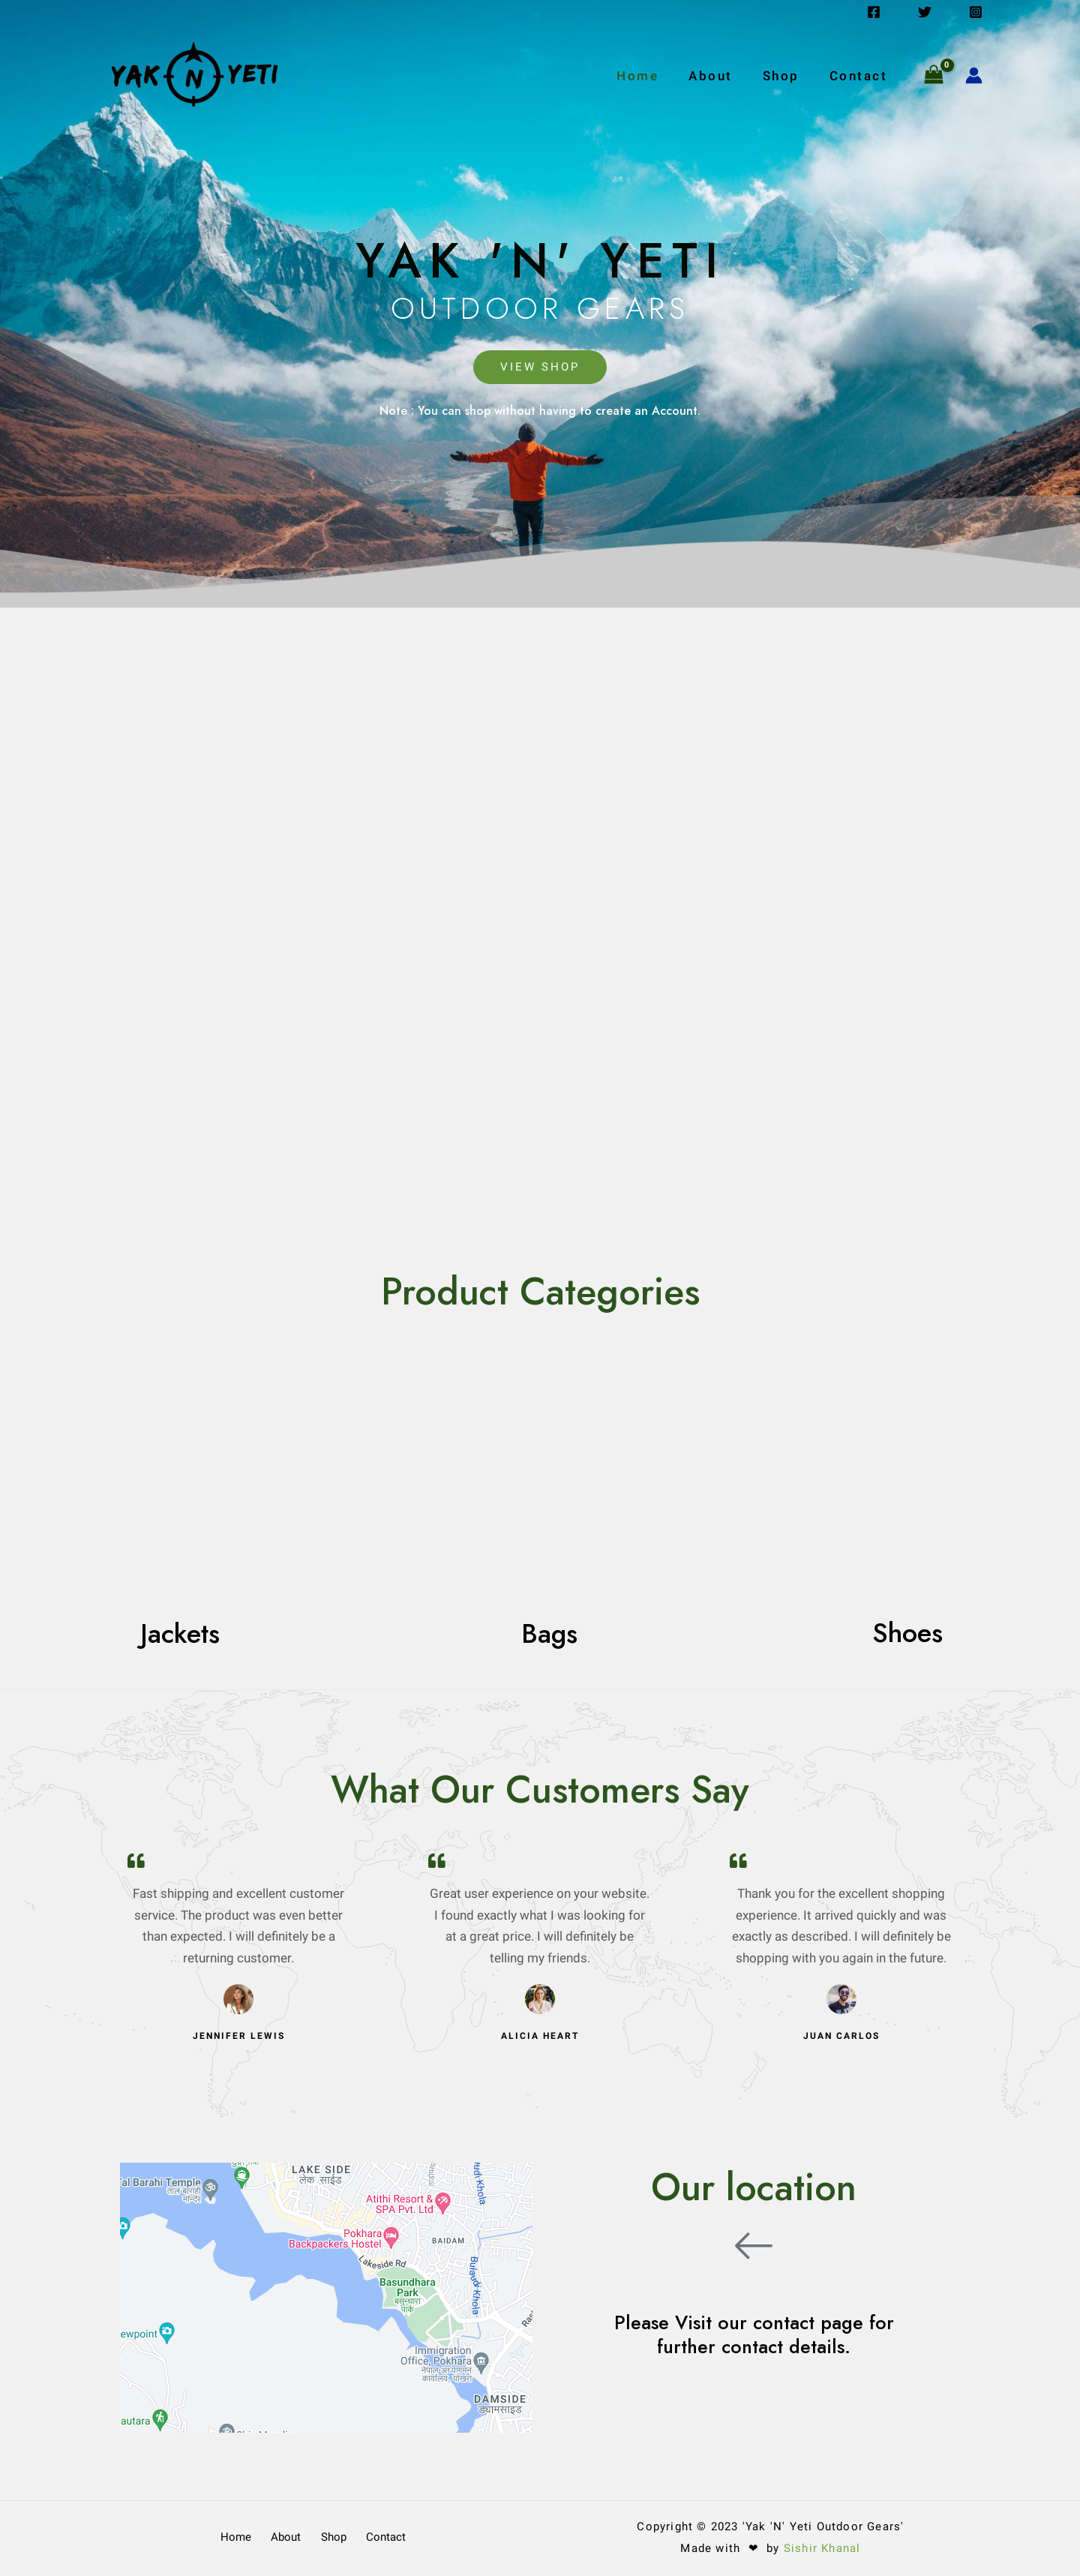 YAK N YETI
Home About Shop Contact 0
YAK 'N' YETI
OUTDOOR GEARS
VIEW SHOP
Note : You can shop without having to create an Account.
Product Categories
Jackets
Bags
Shoes
What Our Customers Say
Fast shipping and excellent customer
service. The product was even better
than expected. I will definitely be a
returning customer.
JENNIFER LEWIS
Great user experience on your website.
I found exactly what I was looking for
at a great price. I will definitely be
telling my friends.
ALICIA HEART
Thank you for the excellent shopping
experience. It arrived quickly and was
exactly as described. I will definitely be
shopping with you again in the future.
JUAN CARLOS
LAKE SIDE
लेक साईड
Barahi Temple
ताल बाराही
मन्दिर
Atithi Resort &
SPA Pvt. Ltd
Pokhara
Backpackers Hostel
BAIDAM
Lakeside Rd
Basundhara
Park
बसुन्धारा
पार्क
Immigration
Office, Pokhara
DAMSIDE
ड्यामसाइड
ewpoint
autara
Our location
Please Visit our contact page for
further contact details.
Home About Shop Contact
Copyright © 2023 'Yak 'N' Yeti Outdoor Gears'
Made with ❤ by Sishir Khanal